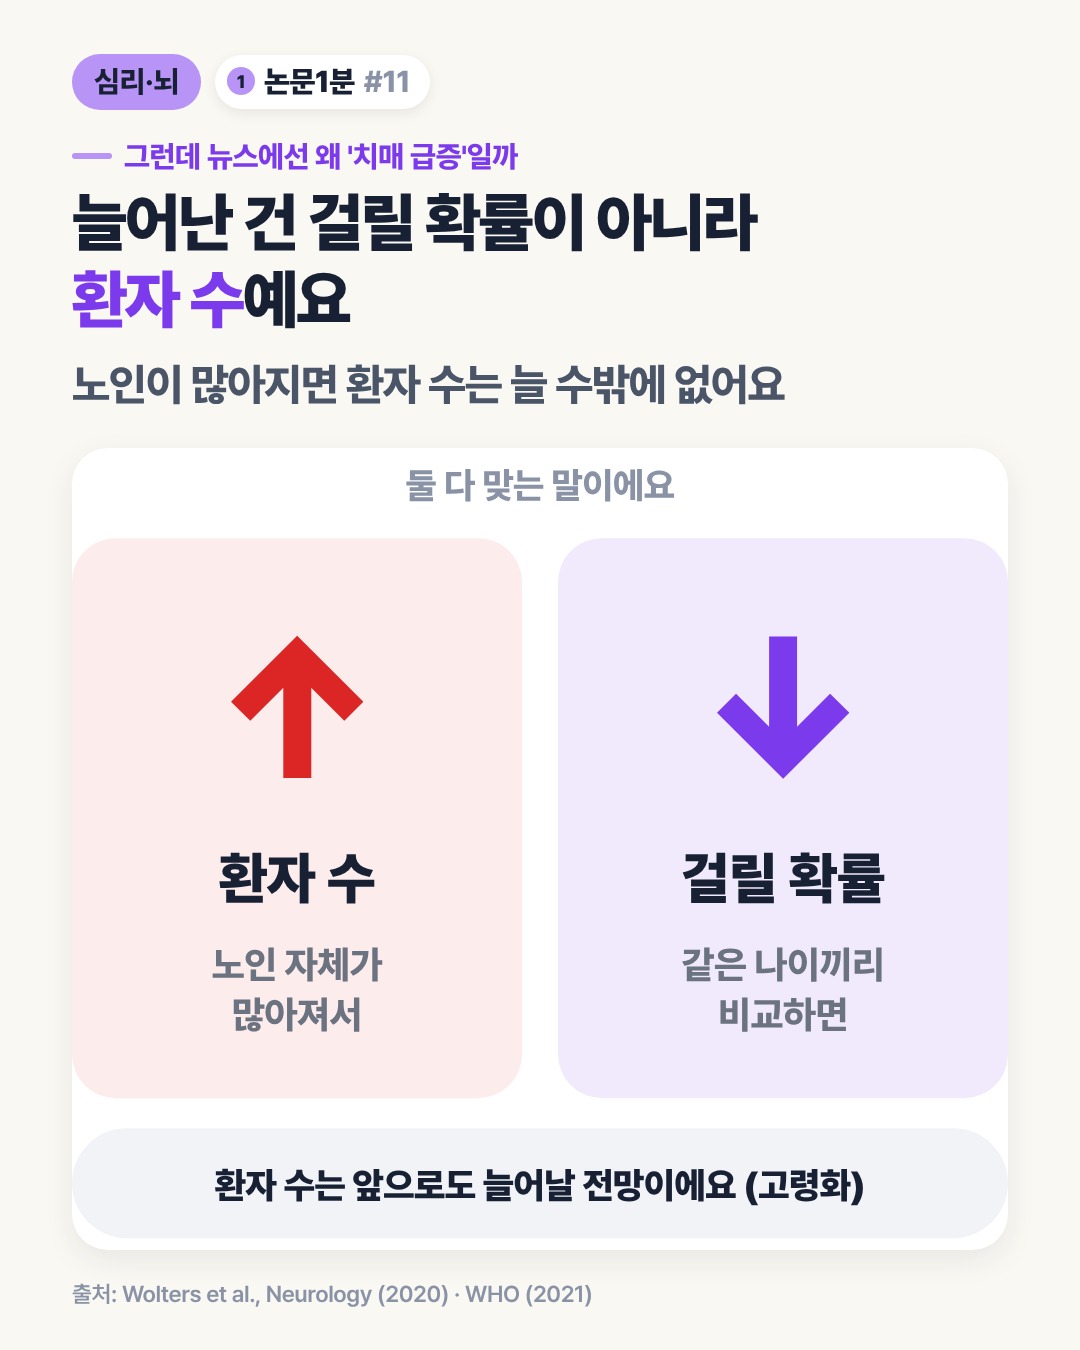 심리·뇌
1 논문1분 #11
그런데 뉴스에선 왜 '치매 급증'일까
늘어난 건 걸릴 확률이 아니라
환자 수예요
노인이 많아지면 환자 수는 늘 수밖에 없어요
둘 다 맞는 말이에요
환자 수
노인 자체가
많아져서
걸릴 확률
같은 나이끼리
비교하면
환자 수는 앞으로도 늘어날 전망이에요 (고령화)
출처: Wolters et al., Neurology (2020) · WHO (2021)